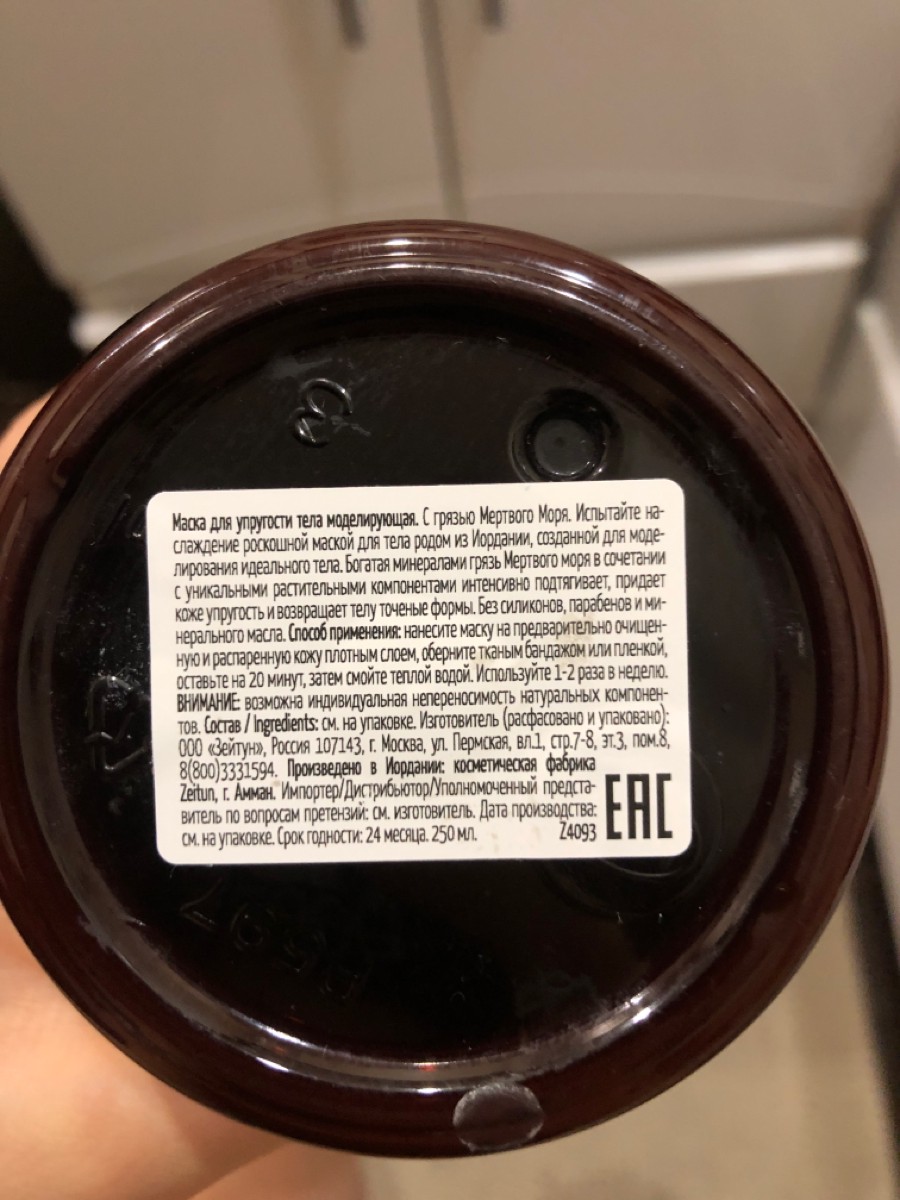 Маска для упругости тела моделирующая. С грязью Мертвого Моря. Испытайте на-
слаждение роскошной маской для тела родом из Иордании, созданной для моде-
лирования идеального тела. Богатая минералами грязь Мертвого моря в сочетании
с уникальными растительными компонентами интенсивно подтягивает, придает
коже упругость и возвращает телу точеные формы. Без силиконов, парабенов и ми-
нерального масла. Способ применения: нанесите маску на предварительно очищен-
ную и распаренную кожу плотным слоем, оберните тканым бандажом или пленкой,
оставьте на 20 минут, затем смойте теплой водой. Используйте 1-2 раза в неделю.
ВНИМАНИЕ: возможна индивидуальная непереносимость натуральных компонен-
тов. Состав / Ingredients: см. на упаковке. Изготовитель (расфасовано и упаковано):
ООО «Зейтун», Россия 107143, г. Москва, ул. Пермская, вл.1, стр.7-8, эт.3, пом.8,
8(800)3331594. Произведено в Иордании: косметическая фабрика
Zeitun, г. Амман. Импортер/Дистрибьютор/Уполномоченный предста-
витель по вопросам претензий: см. изготовитель. Дата производства:
см. на упаковке. Срок годности: 24 месяца. 250 мл. Z4093
EAC